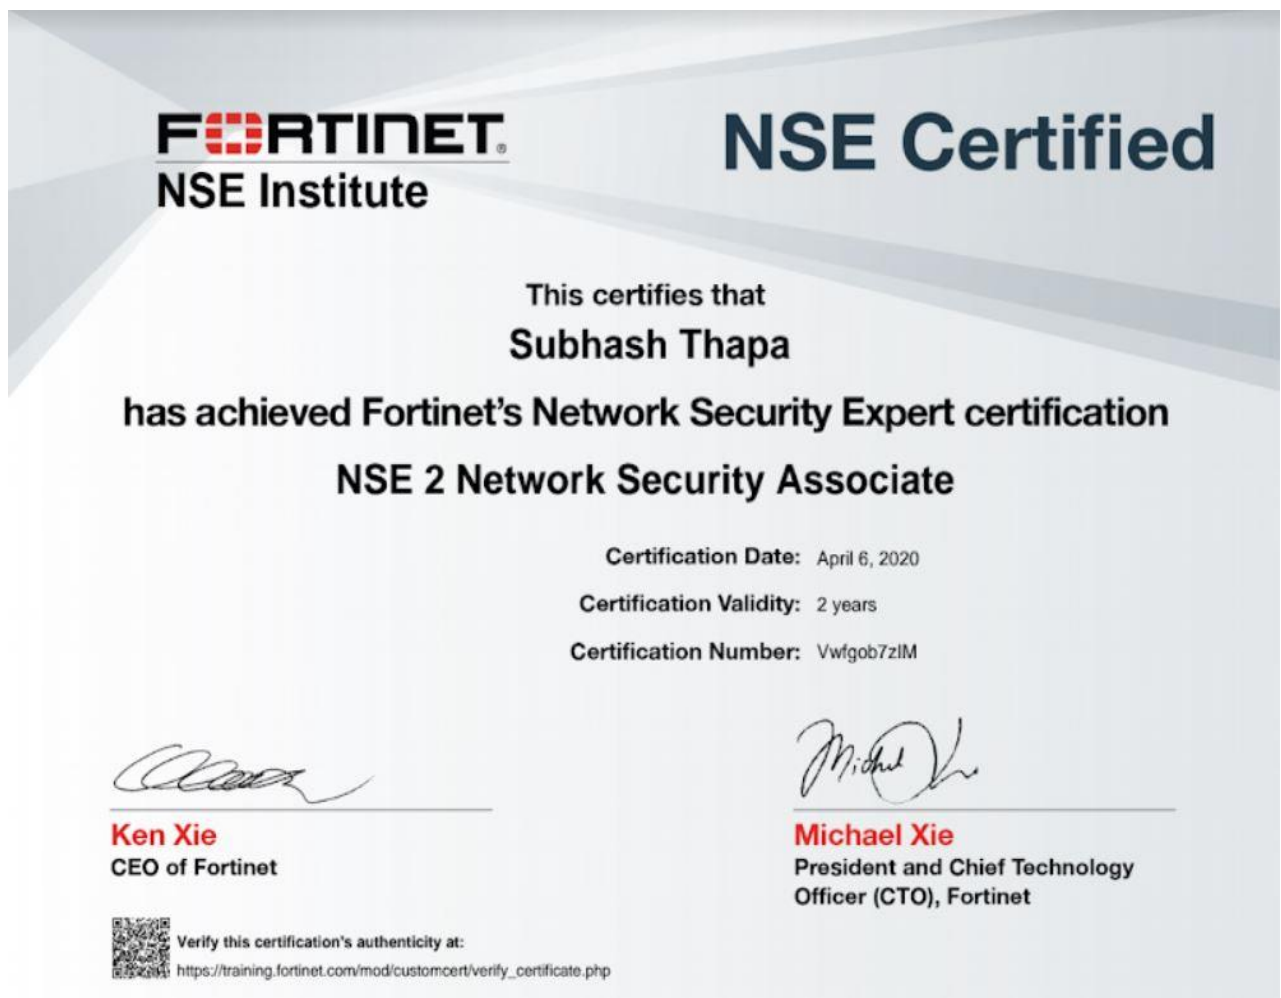 FORTINET®
NSE Institute
NSE Certified
This certifies that
Subhash Thapa
has achieved Fortinet's Network Security Expert certification
NSE 2 Network Security Associate
Certification Date: April 6, 2020
Certification Validity: 2 years
Certification Number: Vwfgob7zIM
Ken Xie
CEO of Fortinet
Michael Xie
President and Chief Technology
Officer (CTO), Fortinet
Verify this certification's authenticity at:
https://training.fortinet.com/mod/customcert/verify_certificate.php